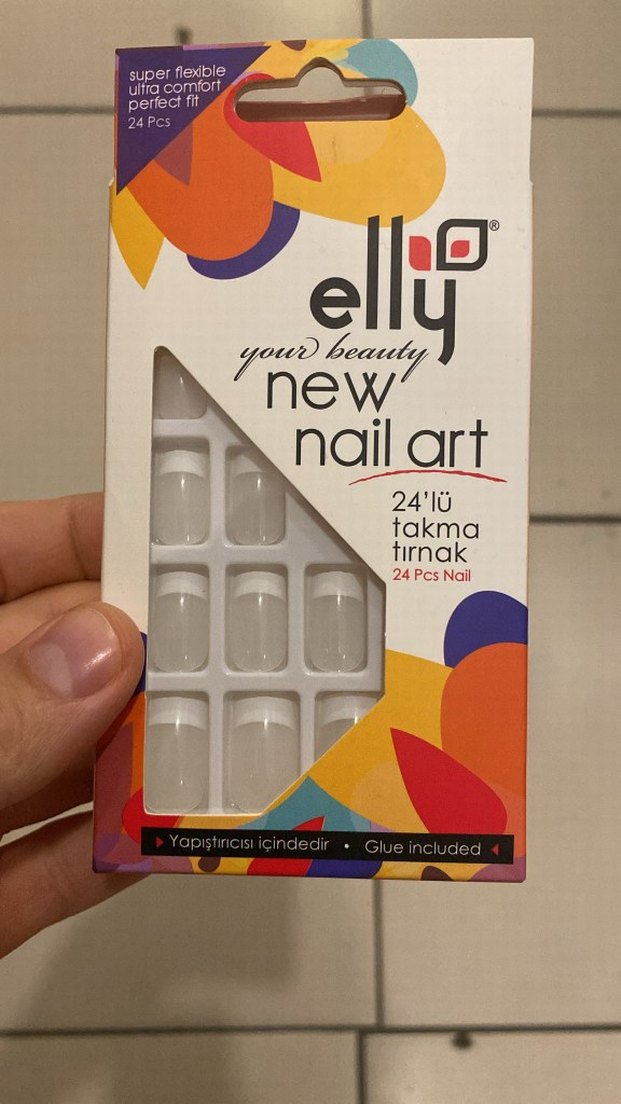 super flexible
ultra comfort
perfect fit
24 Pcs
elly®
your beauty
new
nail art
24'lü
takma
tırnak
24 Pcs Nail
Yapıştırıcısı içindedir • Glue included